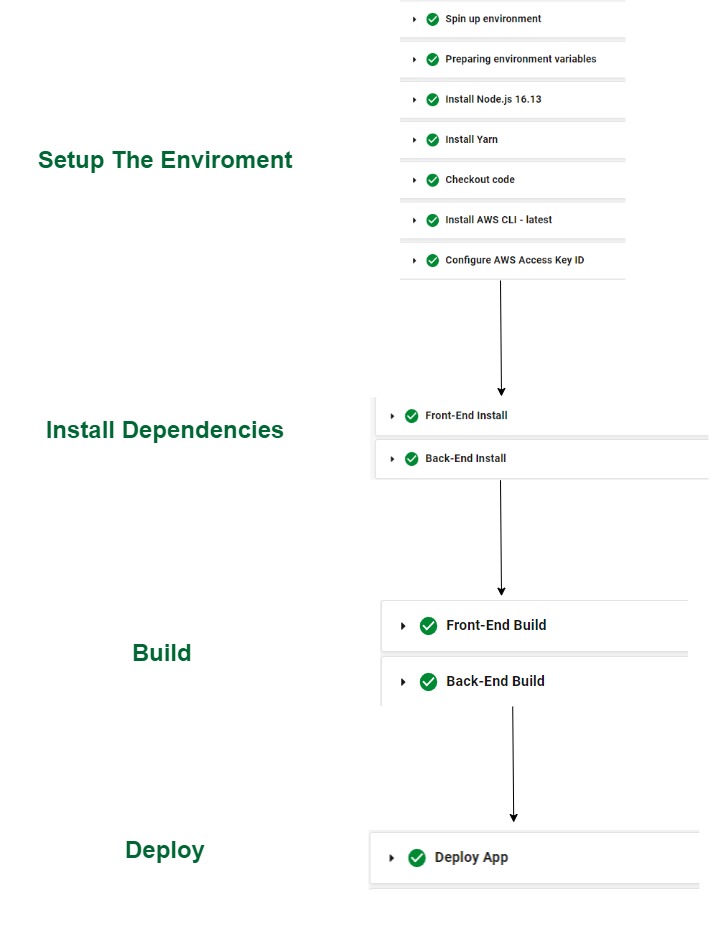 Spin up environment
Preparing environment variables
Install Node.js 16.13
Install Yarn
Setup The Enviroment
Checkout code
Install AWS CLI - latest
Configure AWS Access Key ID
Front-End Install
Install Dependencies
Back-End Install
Front-End Build
Build
Back-End Build
Deploy
Deploy App